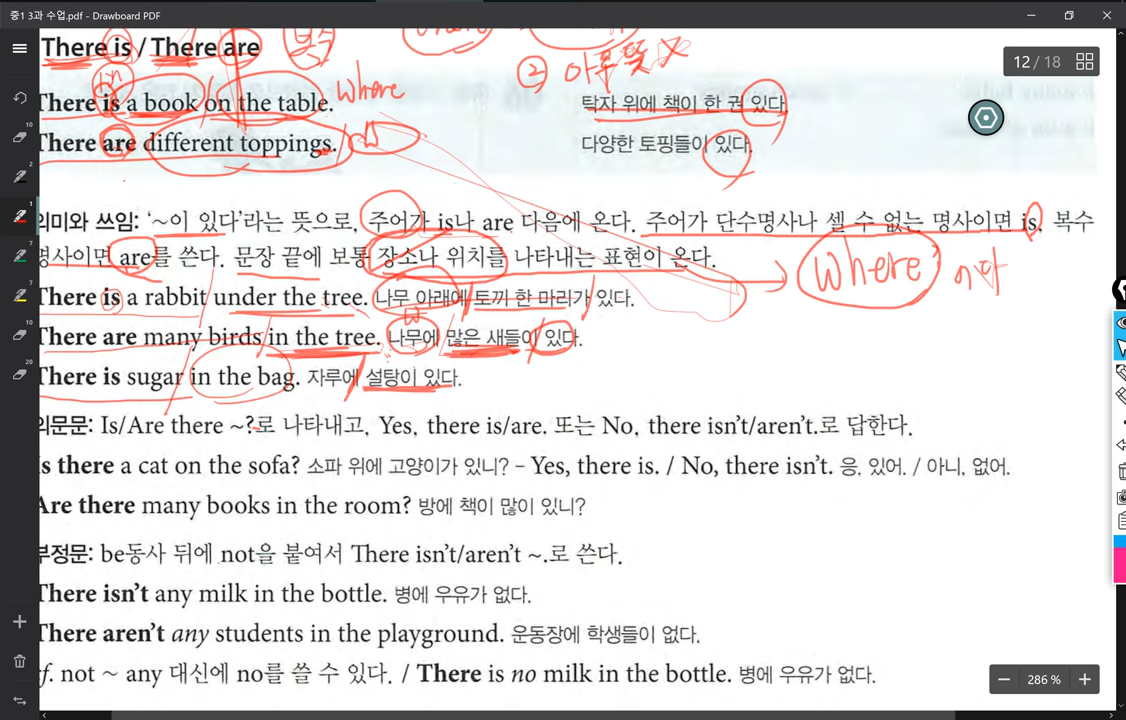 중1 3과 수업.pdf - Drawboard PDF
There is / There are 복수
② 아무 뜻 X
12 / 18
There is a book on the table. where 탁자 위에 책이 한 권 있다.
There are different toppings. 다양한 토핑들이 있다.
의미와 쓰임: ‘~이 있다’라는 뜻으로, 주어가 is나 are 다음에 온다. 주어가 단수명사나 셀 수 없는 명사이면 is, 복수
명사이면 are를 쓴다. 문장 끝에 보통 장소나 위치를 나타내는 표현이 온다.
where
There is a rabbit under the tree. 나무 아래에 토끼 한 마리가 있다.
There are many birds in the tree. 나무에 많은 새들이 있다.
There is sugar in the bag. 자루에 설탕이 있다.
의문문: Is/Are there ~?로 나타내고, Yes, there is/are. 또는 No, there isn’t/aren’t.로 답한다.
Is there a cat on the sofa? 소파 위에 고양이가 있니? – Yes, there is. / No, there isn’t. 응, 있어. / 아니, 없어.
Are there many books in the room? 방에 책이 많이 있니?
부정문: be동사 뒤에 not을 붙여서 There isn’t/aren’t ~.로 쓴다.
There isn’t any milk in the bottle. 병에 우유가 없다.
There aren’t any students in the playground. 운동장에 학생들이 없다.
cf. not ~ any 대신에 no를 쓸 수 있다. / There is no milk in the bottle. 병에 우유가 없다.
286 %